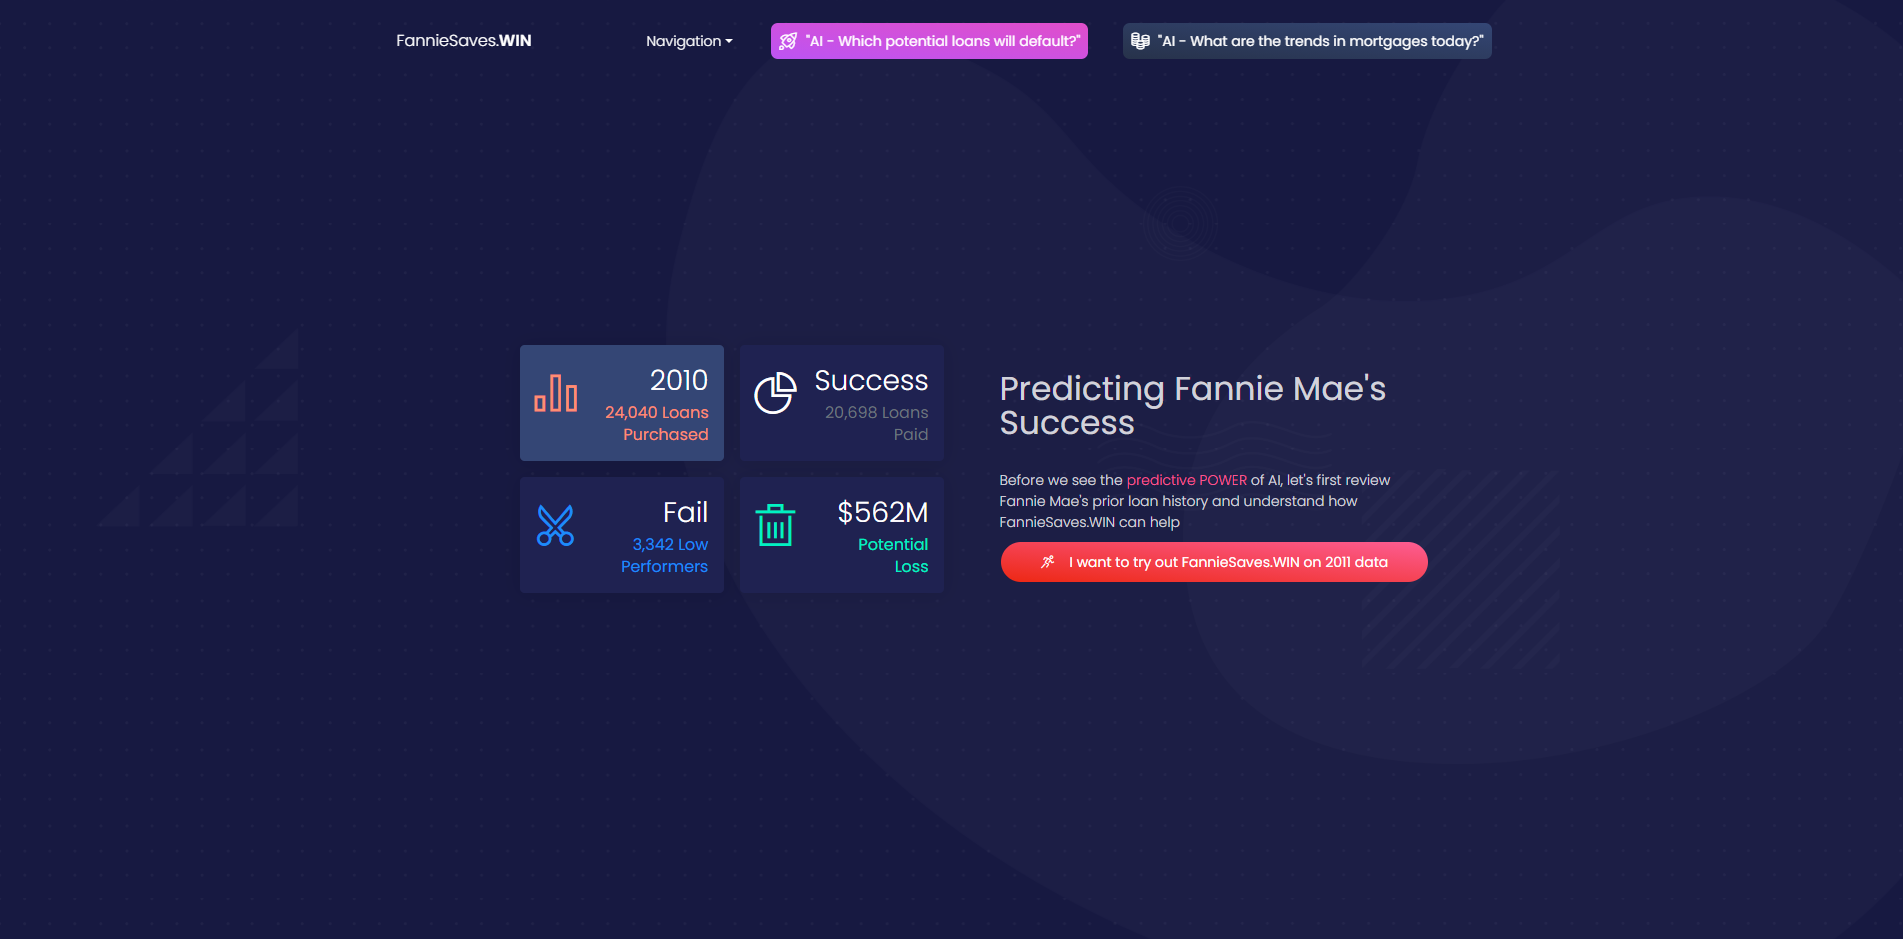 FannieSaves.WIN
Navigation
"AI - Which potential loans will default?"
"AI - What are the trends in mortgages today?"
2010
24,040 Loans
Purchased
Success
20,698 Loans
Paid
Fail
3,342 Low
Performers
$562M
Potential
Loss
Predicting Fannie Mae's
Success
Before we see the predictive POWER of AI, let's first review
Fannie Mae's prior loan history and understand how
FannieSaves.WIN can help
I want to try out FannieSaves.WIN on 2011 data